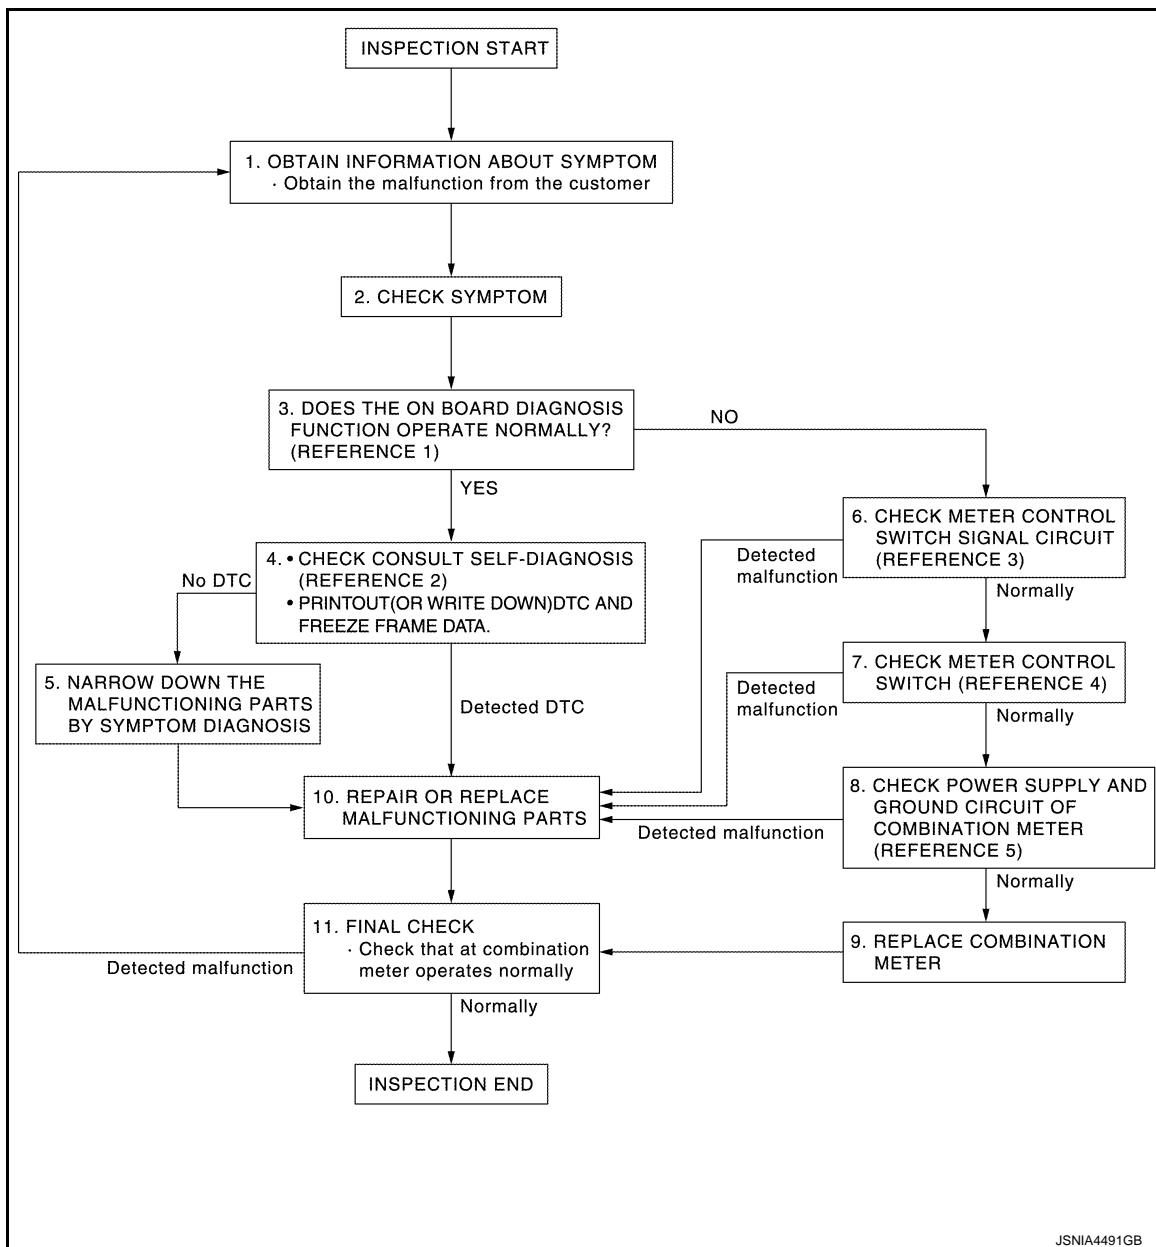 INSPECTION START
1. OBTAIN INFORMATION ABOUT SYMPTOM
· Obtain the malfunction from the customer
2. CHECK SYMPTOM
3. DOES THE ON BOARD DIAGNOSIS
FUNCTION OPERATE NORMALLY?
(REFERENCE 1)
NO
YES
4. • CHECK CONSULT SELF-DIAGNOSIS
(REFERENCE 2)
• PRINTOUT(OR WRITE DOWN)DTC AND
FREEZE FRAME DATA.
No DTC
5. NARROW DOWN THE
MALFUNCTIONING PARTS
BY SYMPTOM DIAGNOSIS
Detected DTC
6. CHECK METER CONTROL
SWITCH SIGNAL CIRCUIT
(REFERENCE 3)
Detected
malfunction
Normally
7. CHECK METER CONTROL
SWITCH (REFERENCE 4)
Detected
malfunction
Normally
8. CHECK POWER SUPPLY AND
GROUND CIRCUIT OF
COMBINATION METER
(REFERENCE 5)
Detected malfunction
Normally
9. REPLACE COMBINATION
METER
10. REPAIR OR REPLACE
MALFUNCTIONING PARTS
11. FINAL CHECK
· Check that at combination
meter operates normally
Detected malfunction
Normally
INSPECTION END
JSNIA4491GB